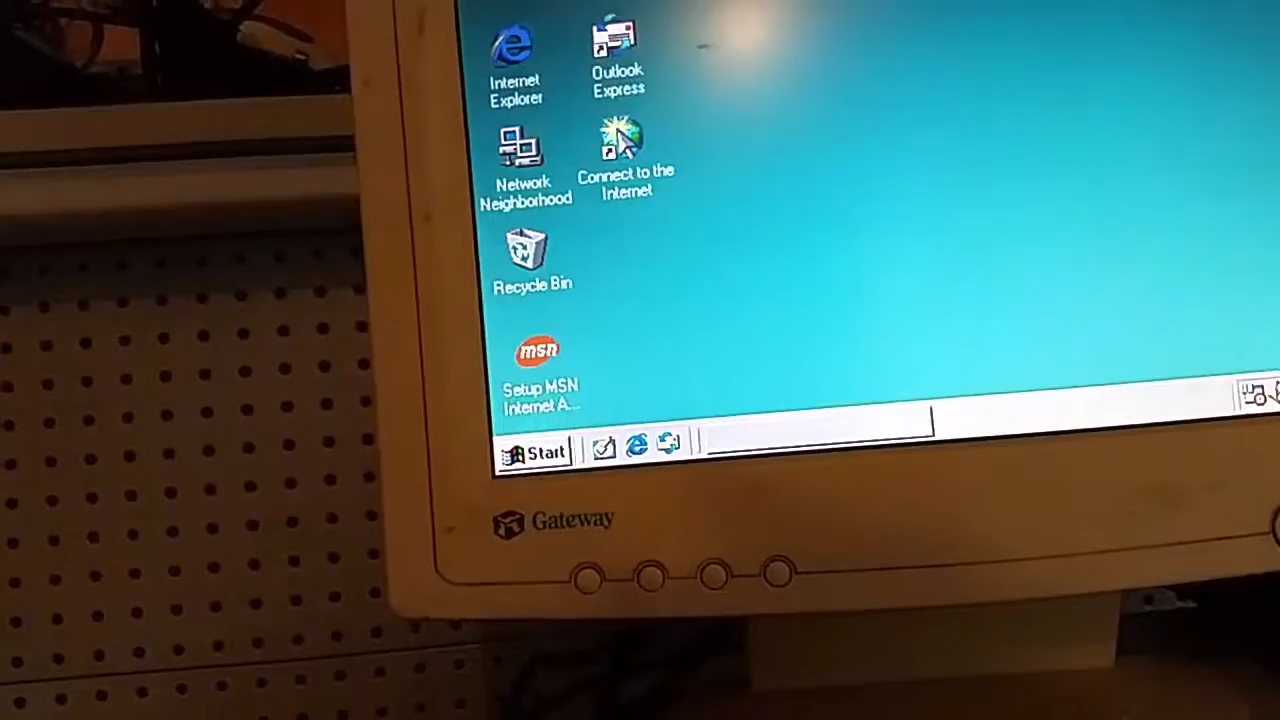 Internet
Explorer
Outlook
Express
Network
Neighborhood
Connect to the
Internet
Recycle Bin
msn
Setup MSN
Internet A...
Start
Gateway